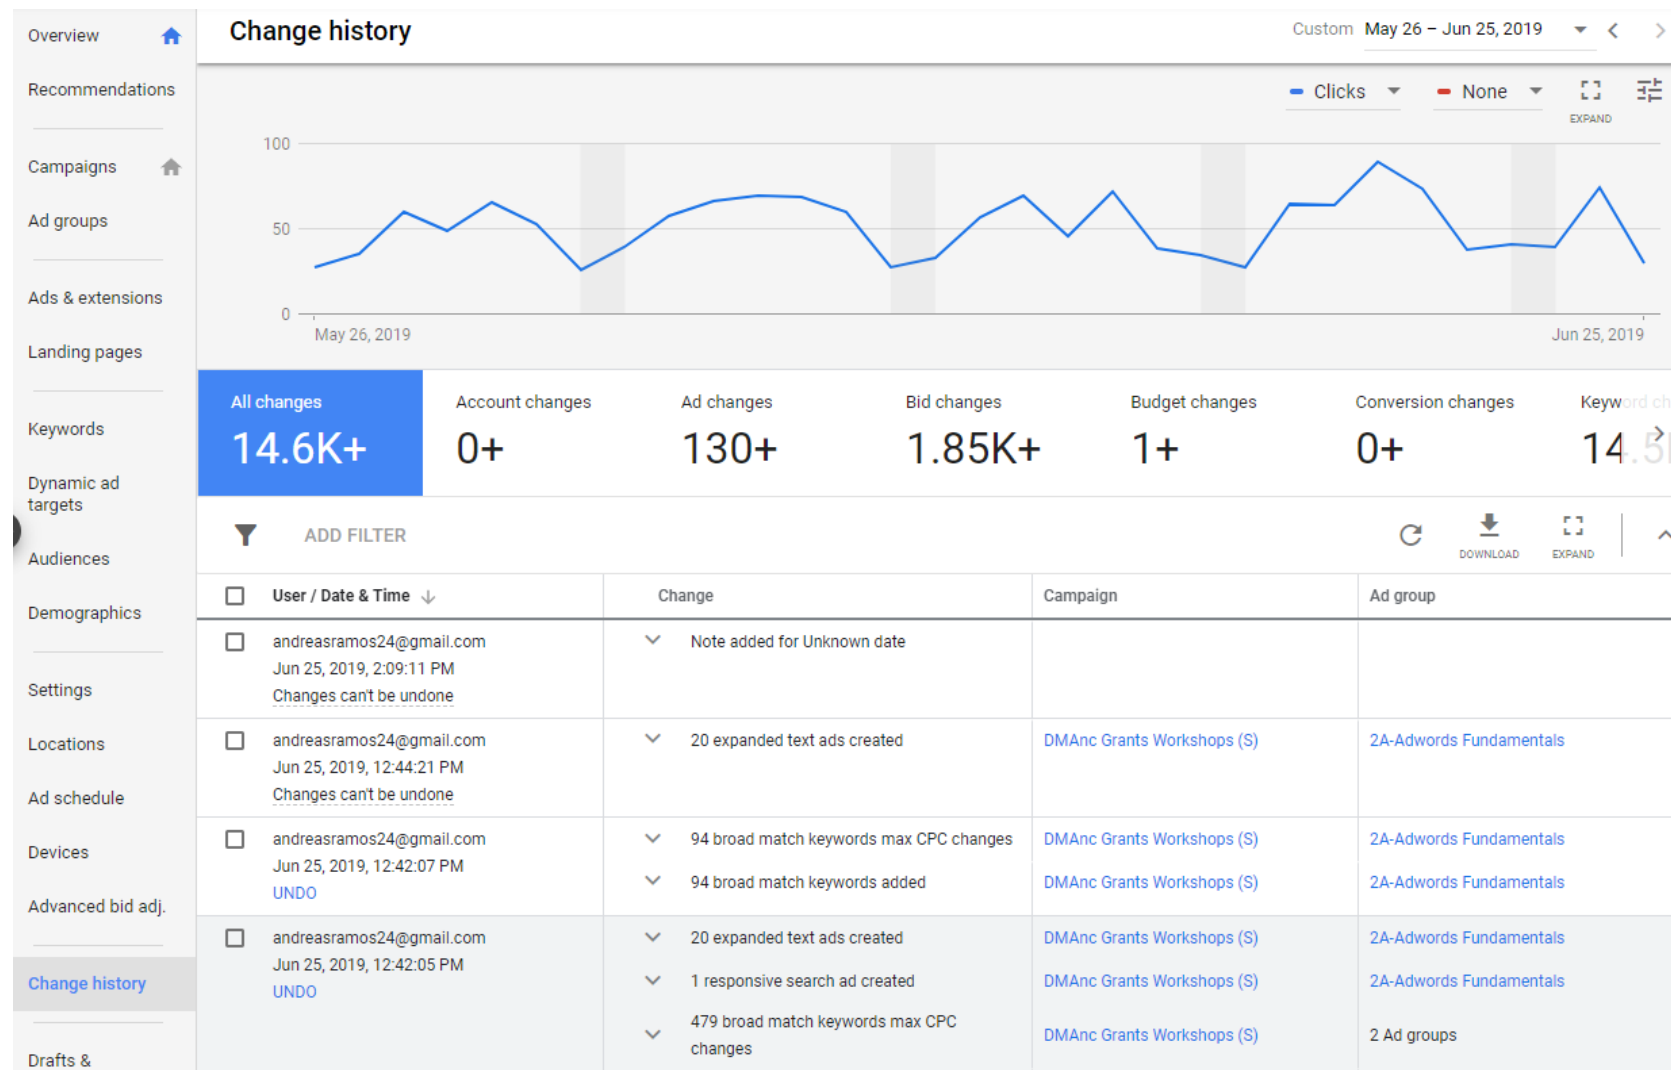 Overview
Recommendations
Campaigns
Ad groups
Ads & extensions
Landing pages
Keywords
Dynamic ad
targets
Audiences
Demographics
Settings
Locations
Ad schedule
Devices
Advanced bid adj.
Change history
Drafts &
Change history
Custom May 26 – Jun 25, 2019
Clicks None
EXPAND
100
50
0
May 26, 2019 Jun 25, 2019
All changes Account changes Ad changes Bid changes Budget changes Conversion changes Keyword ch
14.6K+ 0+ 130+ 1.85K+ 1+ 0+ 14.5
ADD FILTER
DOWNLOAD EXPAND
User / Date & Time Change Campaign Ad group
andreasramos24@gmail.com Note added for Unknown date
Jun 25, 2019, 2:09:11 PM
Changes can't be undone
andreasramos24@gmail.com 20 expanded text ads created DMAnc Grants Workshops (S) 2A-Adwords Fundamentals
Jun 25, 2019, 12:44:21 PM
Changes can't be undone
andreasramos24@gmail.com 94 broad match keywords max CPC changes DMAnc Grants Workshops (S) 2A-Adwords Fundamentals
Jun 25, 2019, 12:42:07 PM
UNDO 94 broad match keywords added DMAnc Grants Workshops (S) 2A-Adwords Fundamentals
andreasramos24@gmail.com 20 expanded text ads created DMAnc Grants Workshops (S) 2A-Adwords Fundamentals
Jun 25, 2019, 12:42:05 PM
UNDO 1 responsive search ad created DMAnc Grants Workshops (S) 2A-Adwords Fundamentals
479 broad match keywords max CPC
changes DMAnc Grants Workshops (S) 2 Ad groups